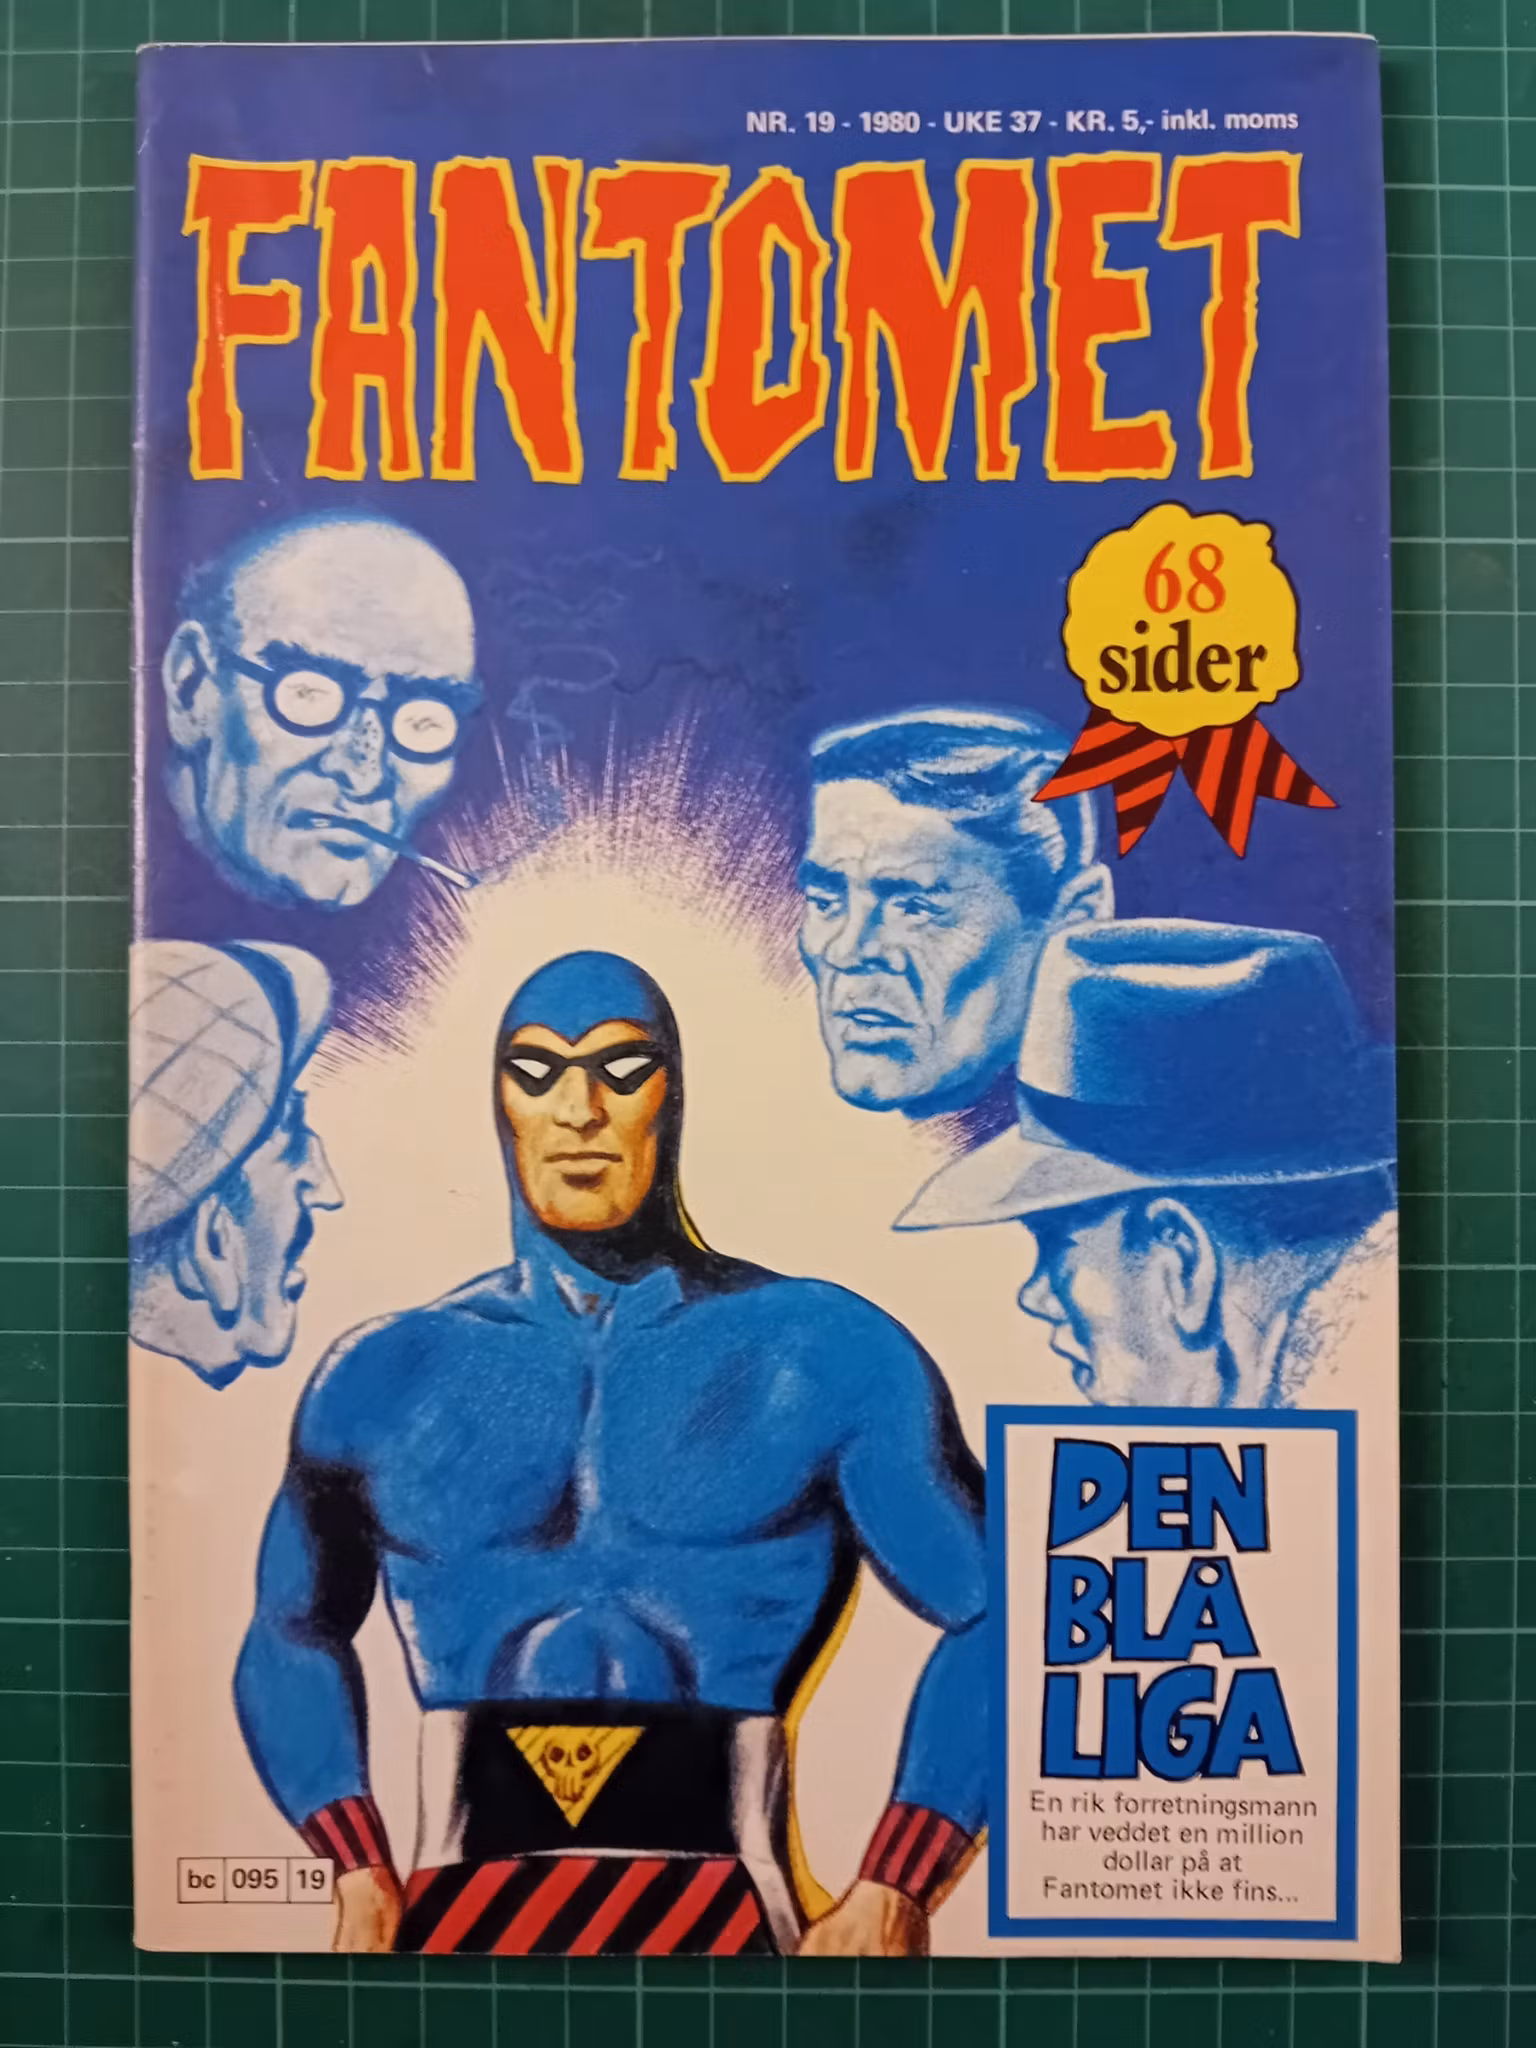 NR. 19 - 1980 - UKE 37 - KR. 5,- inkl. moms
FANTOMET
68
sider
DEN
BLÅ
LIGA
En rik forretningsmann
har veddet en million
dollar på at
Fantomet ikke fins...
bc 095 19